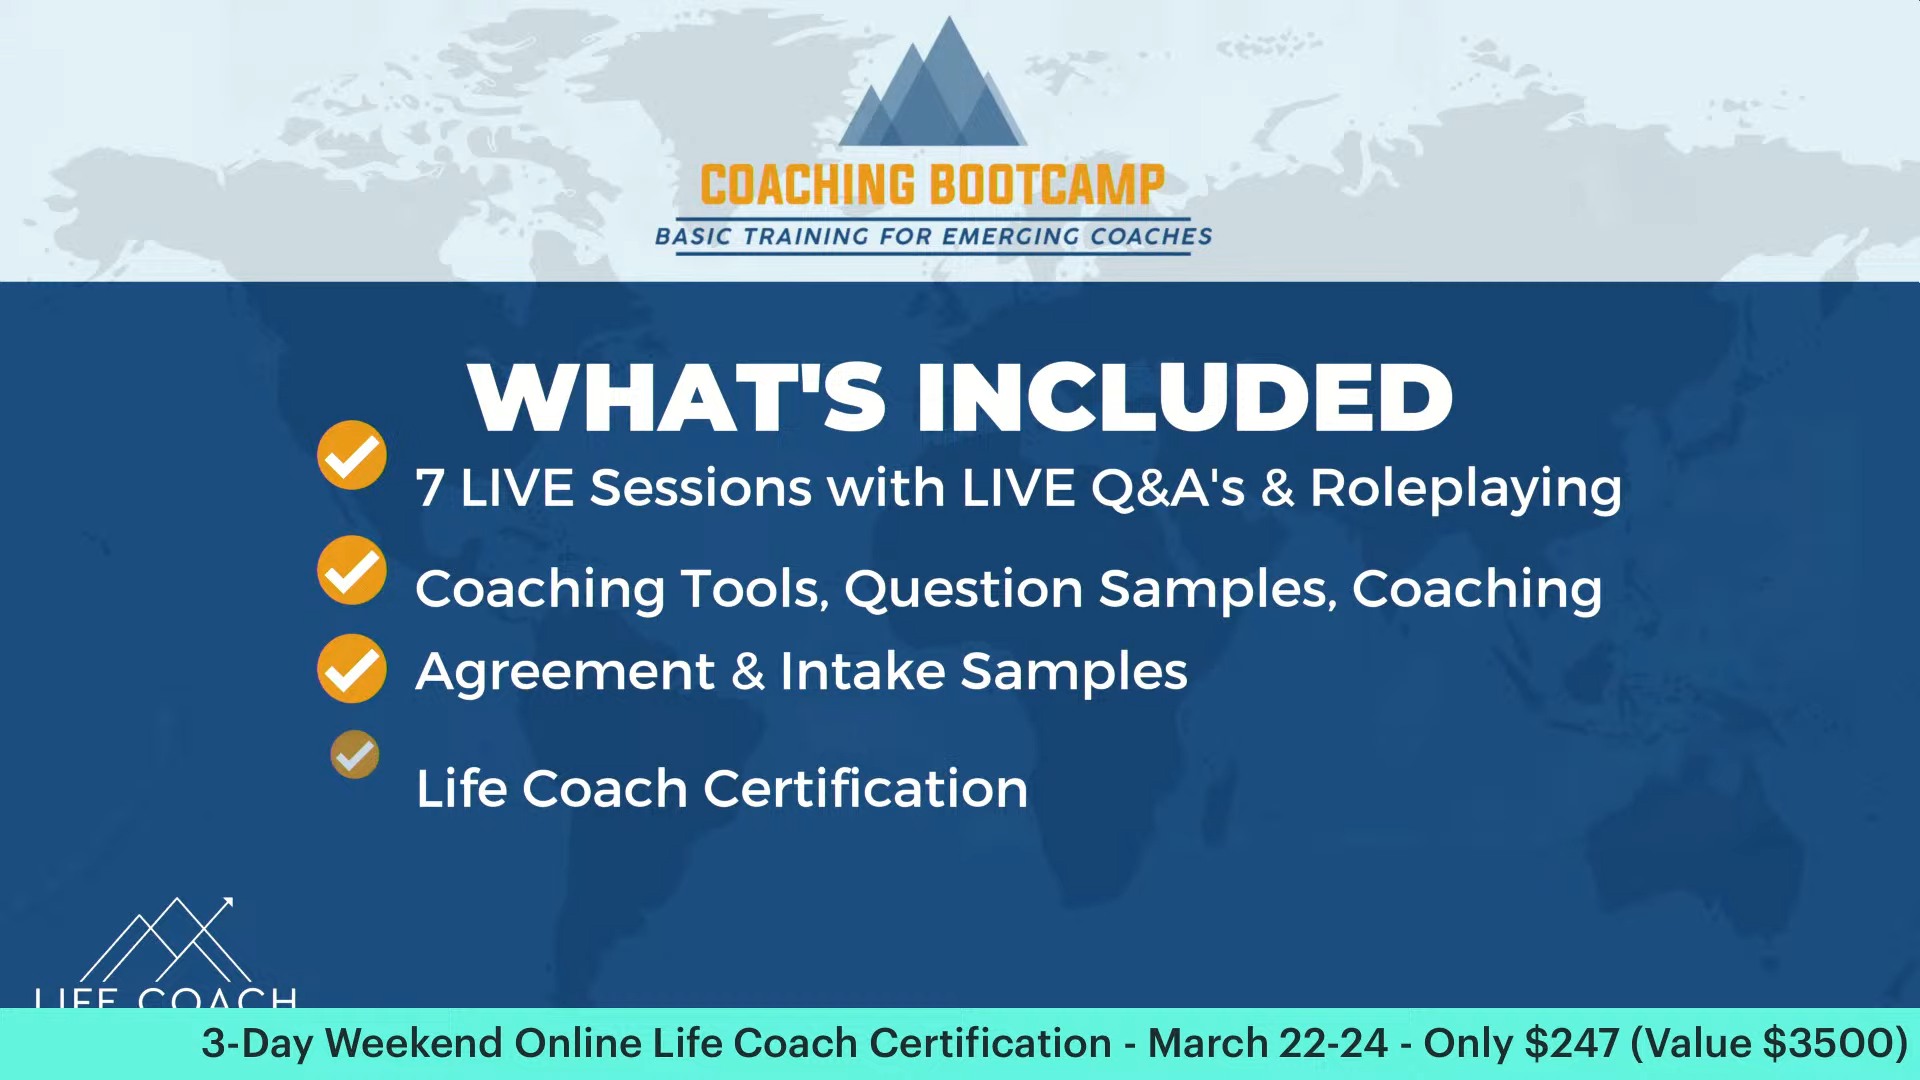 COACHING BOOTCAMP
BASIC TRAINING FOR EMERGING COACHES
WHAT'S INCLUDED
7 LIVE Sessions with LIVE Q&A's & Roleplaying
Coaching Tools, Question Samples, Coaching
Agreement & Intake Samples
Life Coach Certification
LIFE COACH
3-Day Weekend Online Life Coach Certification - March 22-24 - Only $247 (Value $3500)